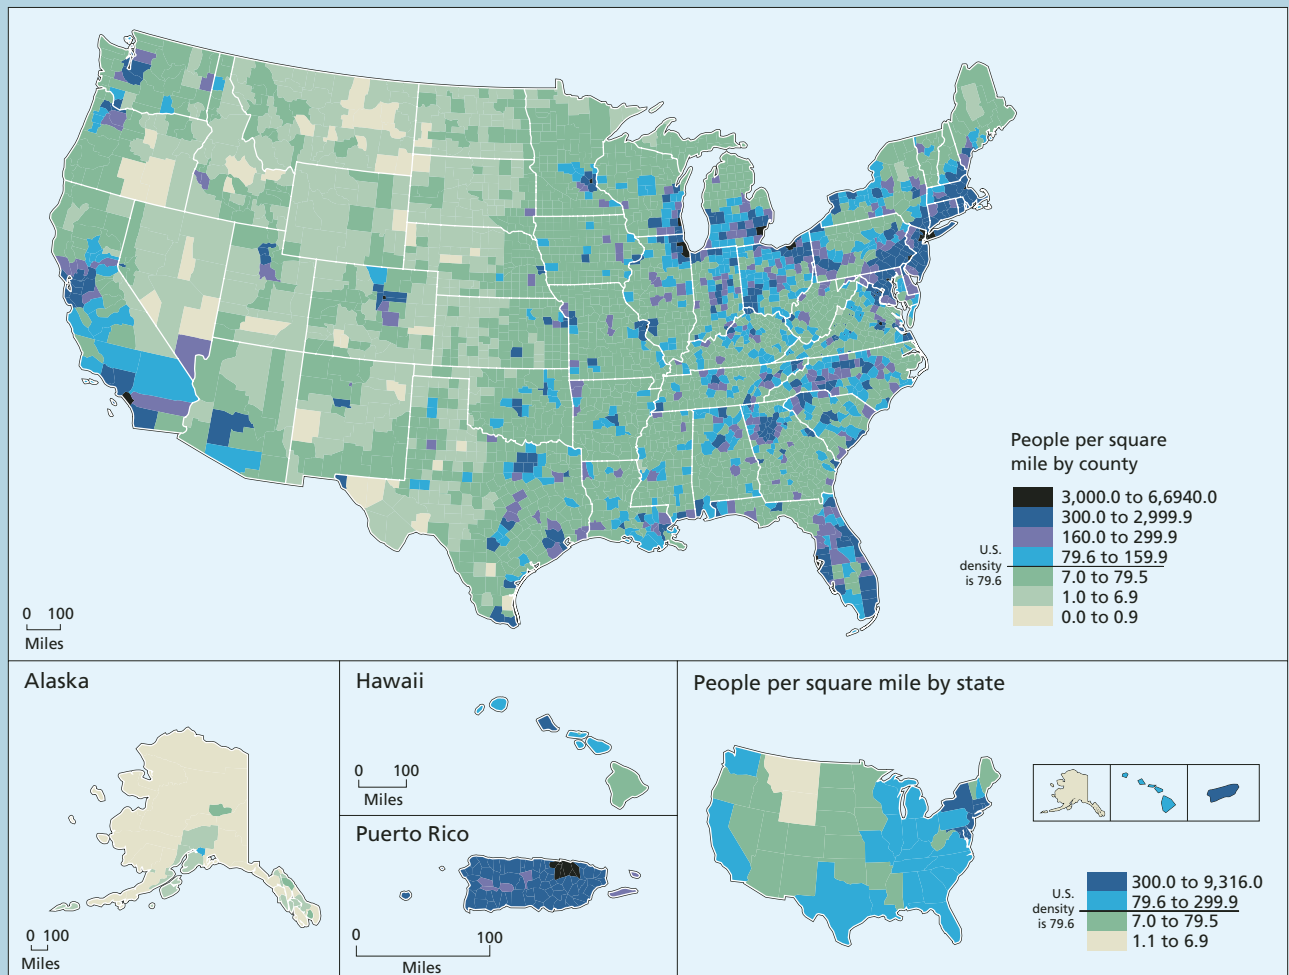 People per square
mile by county
3,000.0 to 6,6940.0
300.0 to 2,999.9
160.0 to 299.9
79.6 to 159.9
7.0 to 79.5
1.0 to 6.9
0.0 to 0.9
U.S.
density
is 79.6
0 100
Miles
Alaska
0 100
Miles
Hawaii
0 100
Miles
Puerto Rico
0 100
Miles
People per square mile by state
U.S.
density
is 79.6
300.0 to 9,316.0
79.6 to 299.9
7.0 to 79.5
1.1 to 6.9